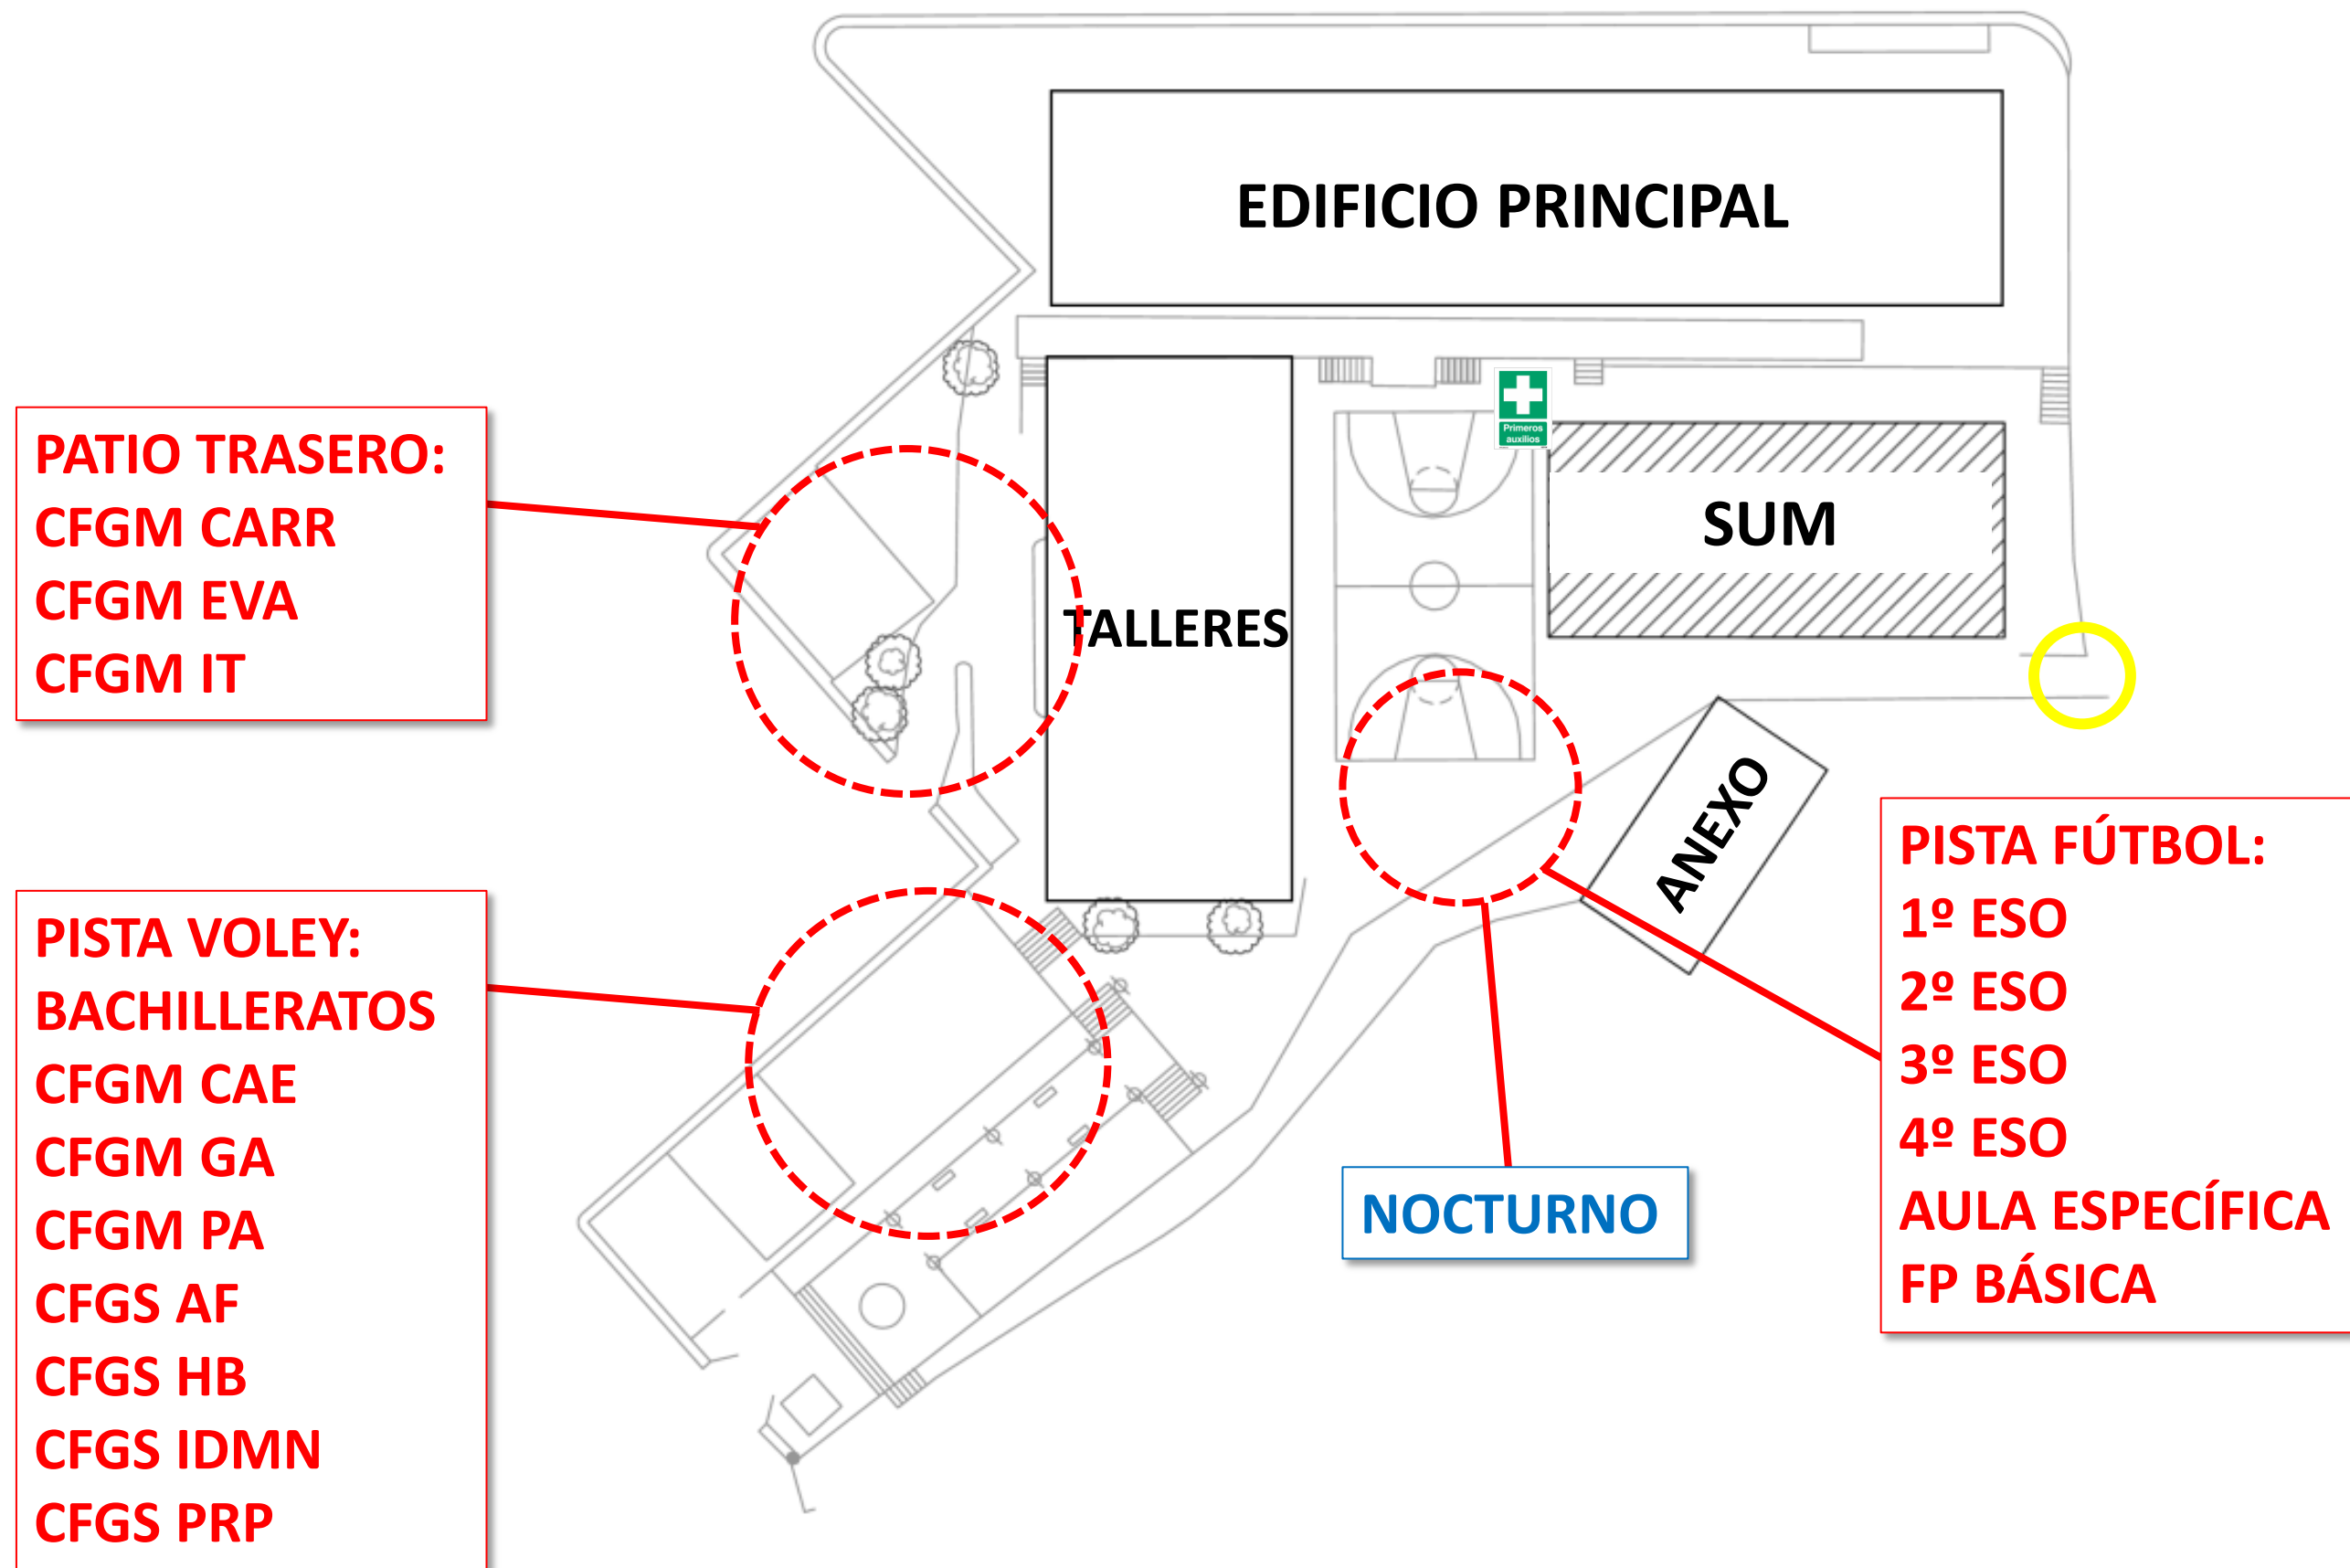 EDIFICIO PRINCIPAL
Primeros
auxilios
SUM
TALLERES
ANEXO
PATIO TRASERO:
CFGM CARR
CFGM EVA
CFGM IT
PISTA VOLEY:
BACHILLERATOS
CFGM CAE
CFGM GA
CFGM PA
CFGS AF
CFGS HB
CFGS IDMN
CFGS PRP
NOCTURNO
PISTA FÚTBOL:
1º ESO
2º ESO
3º ESO
4º ESO
AULA ESPECÍFICA
FP BÁSICA